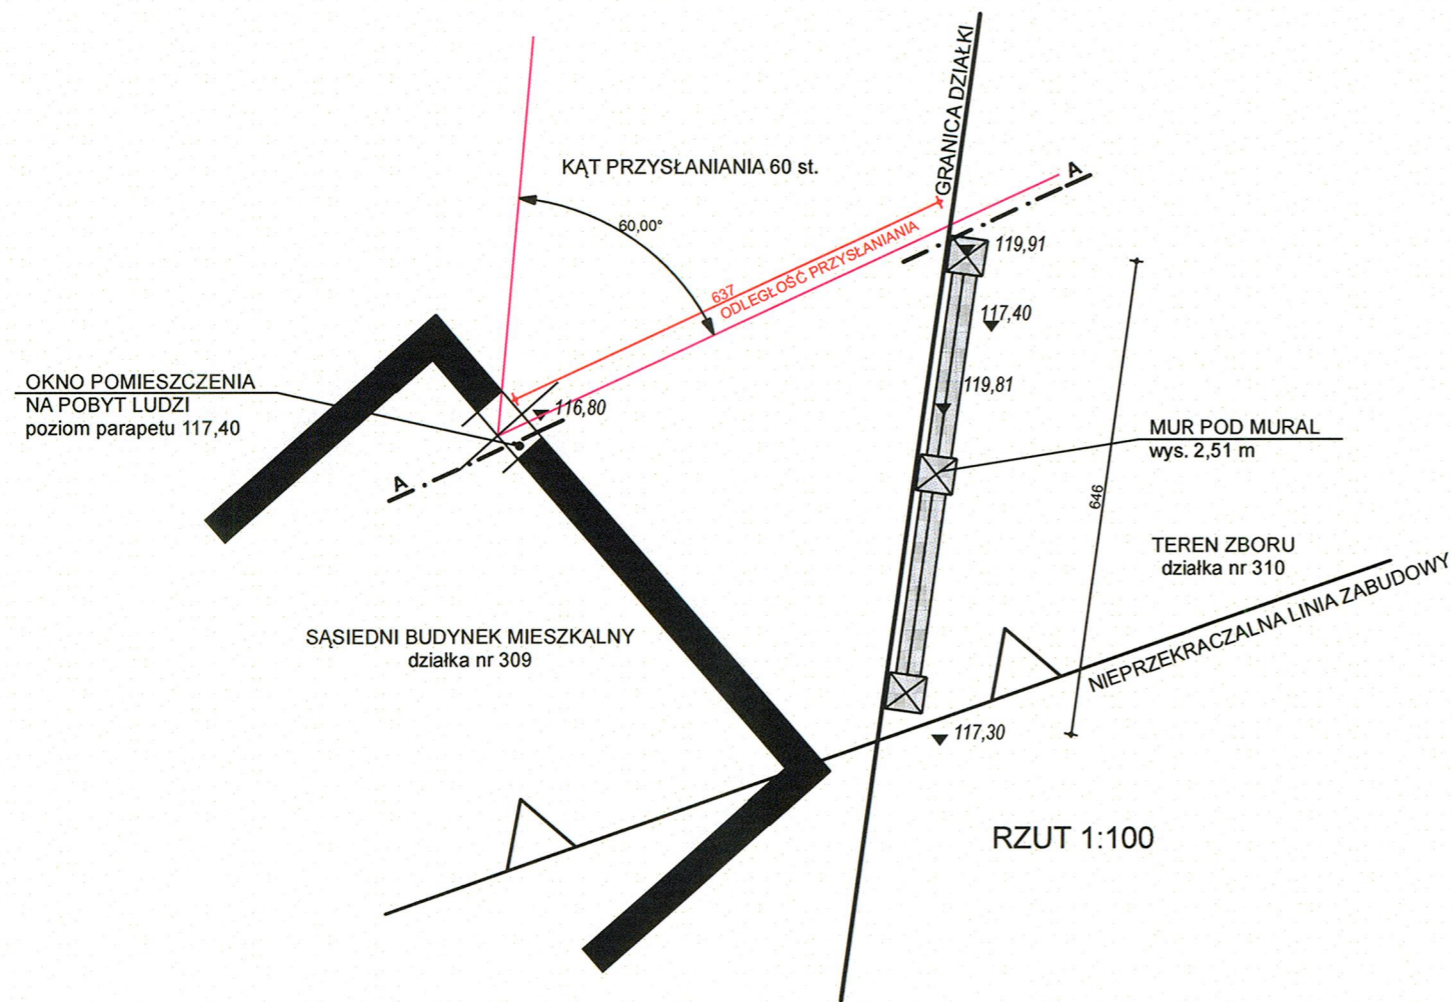 GRANICA DZIAŁKI
KĄT PRZYSŁANIANIA 60 st.
A
60,00°
119,91
637
ODLEGŁOŚĆ PRZYSŁANIANIA
117,40
OKNO POMIESZCZENIA
NA POBYT LUDZI
poziom parapetu 117,40
116,80
119,81
MUR POD MURAL
wys. 2,51 m
A
646
TEREN ZBORU
działka nr 310
NIEPRZEKRACZALNA LINIA ZABUDOWY
SĄSIEDNI BUDYNEK MIESZKALNY
działka nr 309
117,30
RZUT 1:100